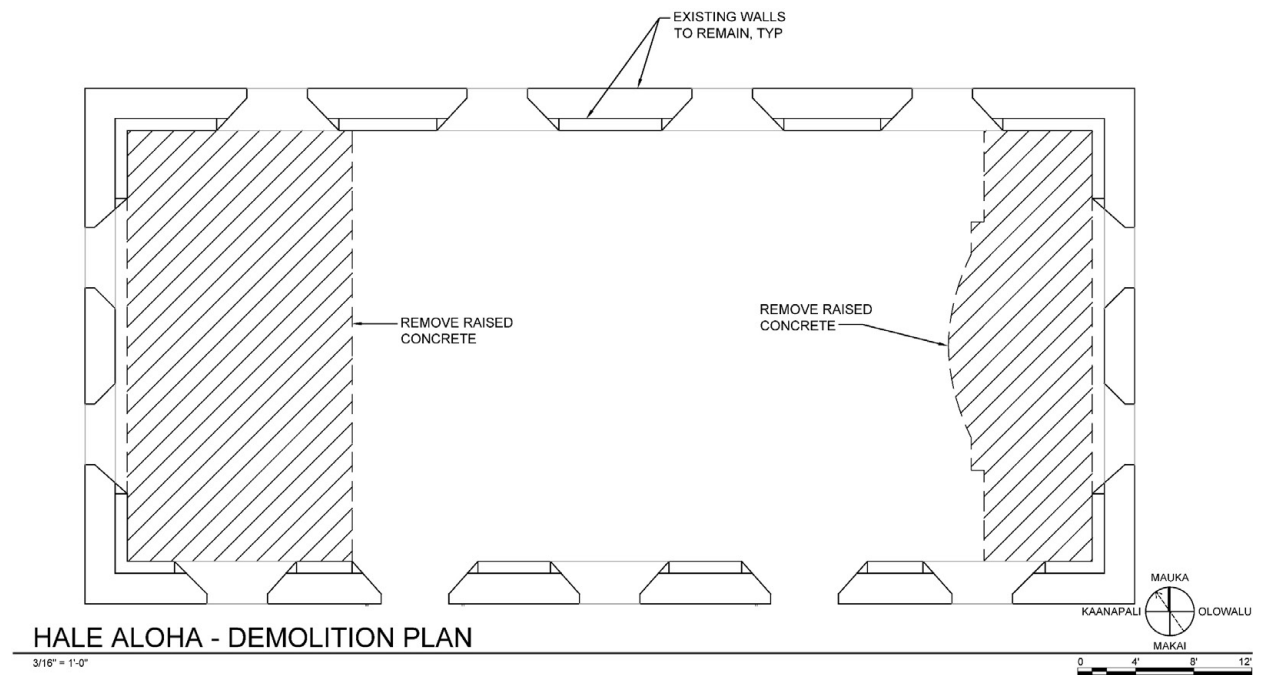 EXISTING WALLS
TO REMAIN, TYP
REMOVE RAISED
CONCRETE
REMOVE RAISED
CONCRETE
MAUKA
KAANAPALI
OLOWALU
MAKAI
HALE ALOHA - DEMOLITION PLAN
3/16" = 1'-0"
0 4' 8' 12'